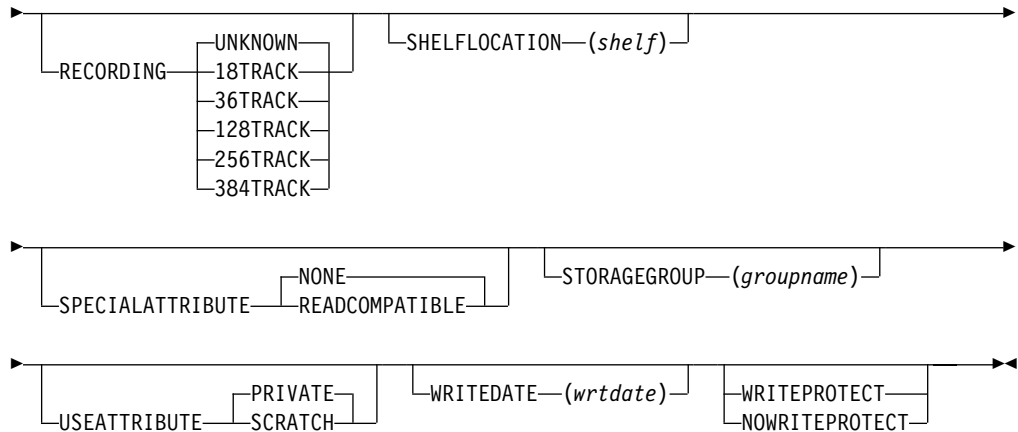 UNKNOWN
SHELFLOCATION (shelf)
RECORDING 18TRACK
36TRACK
128TRACK
256TRACK
384TRACK
NONE
STORAGEGROUP (groupname)
SPECIALATTRIBUTE READCOMPATIBLE
PRIVATE
WRITEDATE (wrtdate)
WRITEPROTECT
USEATTRIBUTE SCRATCH
NOWRITEPROTECT